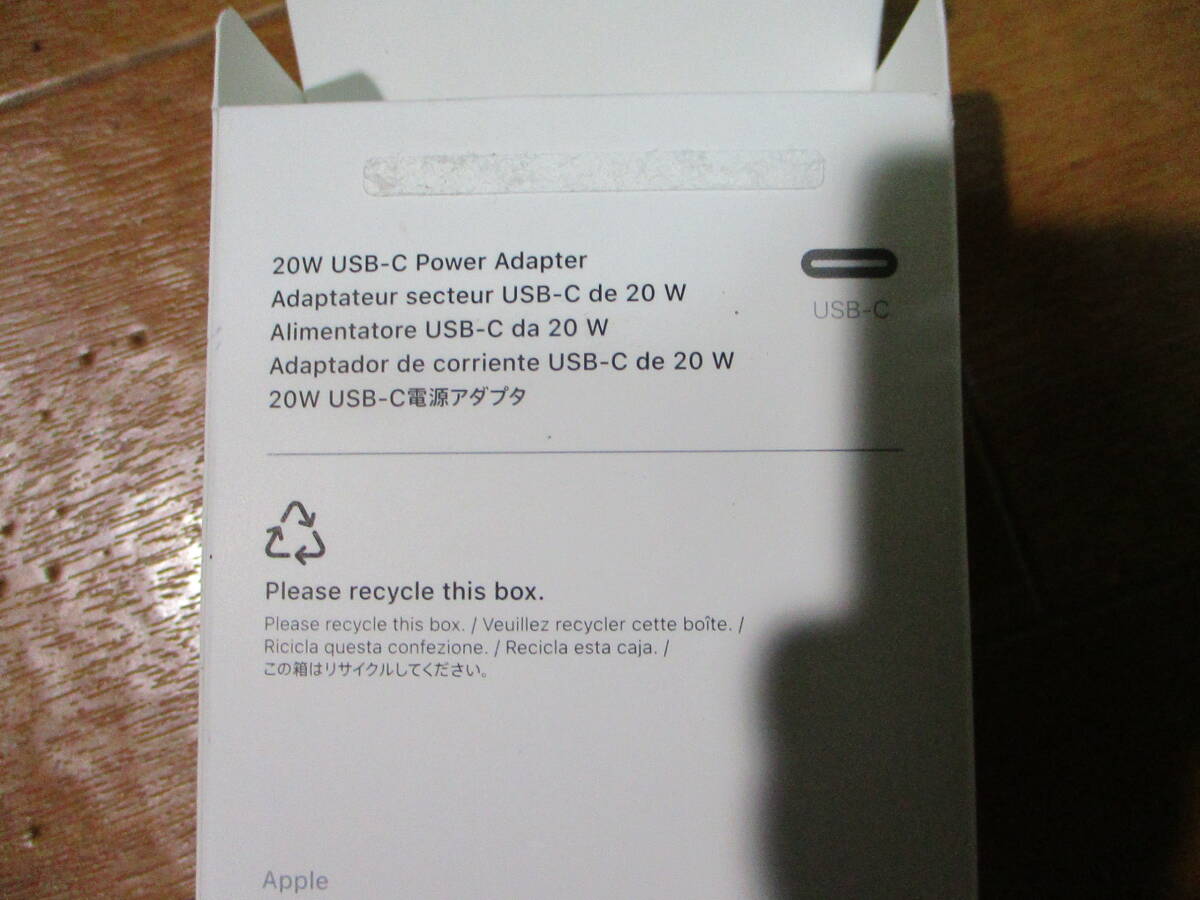 20W USB-C Power Adapter
Adaptateur secteur USB-C de 20 W
Alimentatore USB-C da 20 W
Adaptador de corriente USB-C de 20 W
20W USB-C電源アダプタ
USB-C
Please recycle this box.
Please recycle this box. / Veuillez recycler cette boîte. /
Ricicla questa confezione. / Recicla esta caja. /
この箱はリサイクルしてください。
Apple